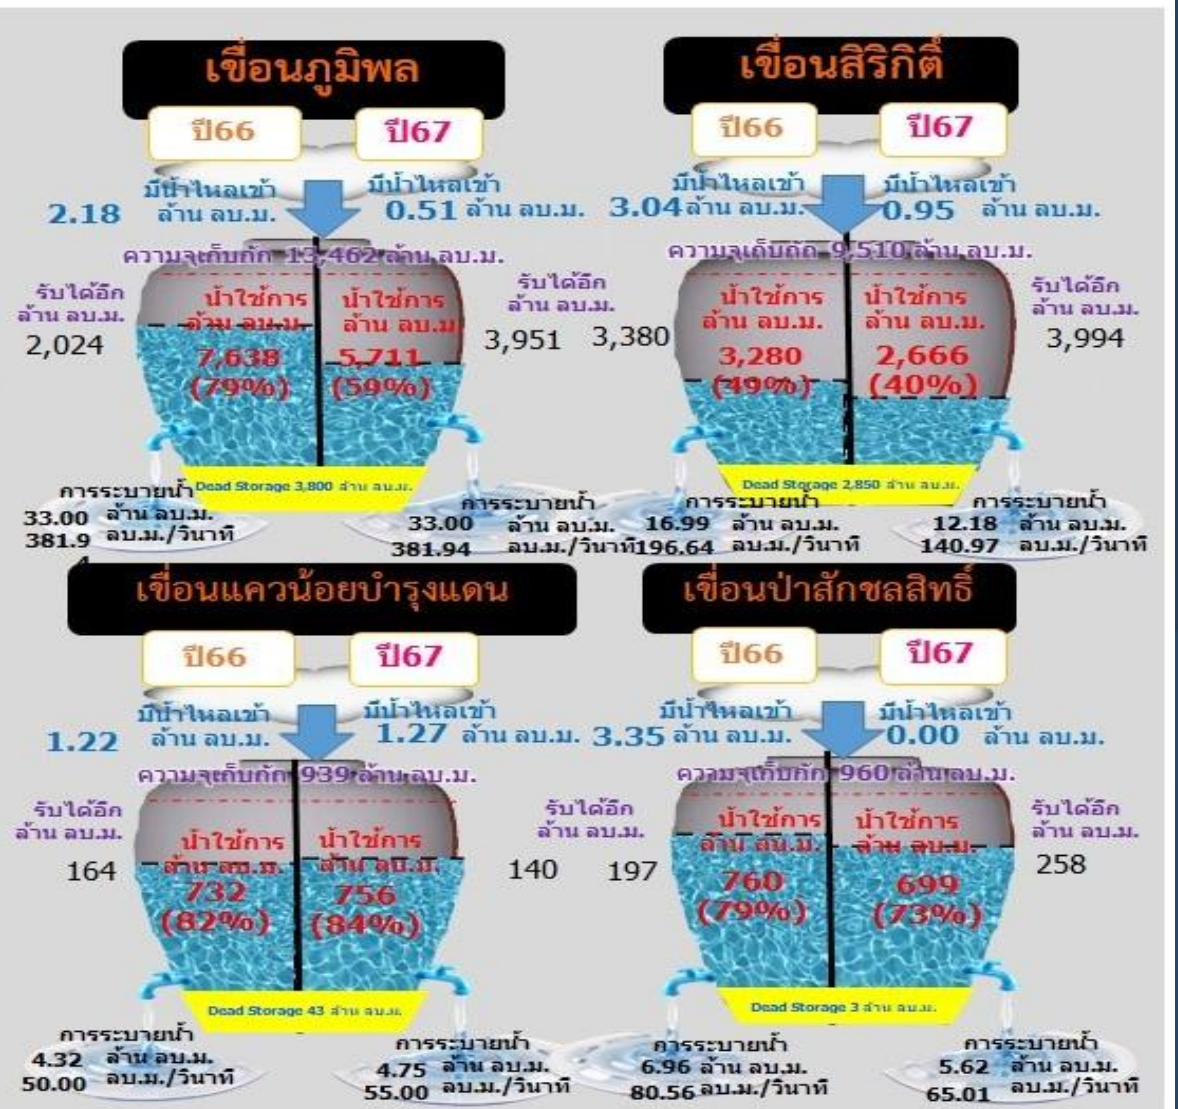 เขื่อนภูมิพล
ปี66
ปี67
มีน้ำไหลเข้า
2.18 ล้าน ลบ.ม.
มีน้ำไหลเข้า
0.51 ล้าน ลบ.ม.
ความจุเก็บกัก 13,462 ล้าน ลบ.ม.
รับได้อีก
ล้าน ลบ.ม.
2,024
น้ำใช้การ
ล้าน ลบ.ม.
7,638
(79%)
น้ำใช้การ
ล้าน ลบ.ม
5,711
(59%)
รับได้อีก
ล้าน ลบ.ม.
3,951
Dead Storage 3,800 ล้าน ลบ.ม.
การระบายน้ำ
33.00 ล้าน ลบ.ม.
381.9 ลบ.ม./วินาที
4
การระบายน้ำ
33.00 ล้าน ลบ.ม.
381.94 ลบ.ม./วินาที
เขื่อนสิริกิติ์
ปี66
ปี67
มีน้ำไหลเข้า
3.04 ล้าน ลบ.ม.
มีน้ำไหลเข้า
0.95 ล้าน ลบ.ม.
ความจุเก็บกัก 9,510 ล้าน ลบ.ม.
3,380
น้ำใช้การ
ล้าน ลบ.ม.
3,280
(49%)
น้ำใช้การ
ล้าน ลบ.ม.
2,666
(40%)
รับได้อีก
ล้าน ลบ.ม.
3,994
Dead Storage 2,850 ล้าน ลบ.ม.
การระบายน้ำ
16.99 ล้าน ลบ.ม.
196.64 ลบ.ม./วินาที
การระบายน้ำ
12.18 ล้าน ลบ.ม.
140.97 ลบ.ม./วินาที
เขื่อนแควน้อยบำรุงแดน
ปี66
ปี67
มีน้ำไหลเข้า
1.22 ล้าน ลบ.ม.
มีน้ำไหลเข้า
1.27 ล้าน ลบ.ม.
ความจุเก็บกัก 939 ล้าน ลบ.ม.
รับได้อีก
ล้าน ลบ.ม.
164
น้ำใช้การ
ล้าน ลบ.ม.
732
(82%)
น้ำใช้การ
ล้าน ลบ.ม.
756
(84%)
รับได้อีก
ล้าน ลบ.ม.
140
Dead Storage 43 ล้าน ลบ.ม.
การระบายน้ำ
4.32 ล้าน ลบ.ม.
50.00 ลบ.ม./วินาที
การระบายน้ำ
4.75 ล้าน ลบ.ม.
55.00 ลบ.ม./วินาที
เขื่อนป่าสักชลสิทธิ์
ปี66
ปี67
มีน้ำไหลเข้า
3.35 ล้าน ลบ.ม.
มีน้ำไหลเข้า
0.00 ล้าน ลบ.ม.
ความจุเก็บกัก 960 ล้าน ลบ.ม.
197
น้ำใช้การ
ล้าน ลบ.ม.
760
(79%)
น้ำใช้การ
ล้าน ลบ.ม.
699
(73%)
รับได้อีก
ล้าน ลบ.ม.
258
Dead Storage 3 ล้าน ลบ.ม.
การระบายน้ำ
6.96 ล้าน ลบ.ม.
80.56 ลบ.ม./วินาที
การระบายน้ำ
5.62 ล้าน ลบ.ม.
65.01 ลบ.ม./วินาที